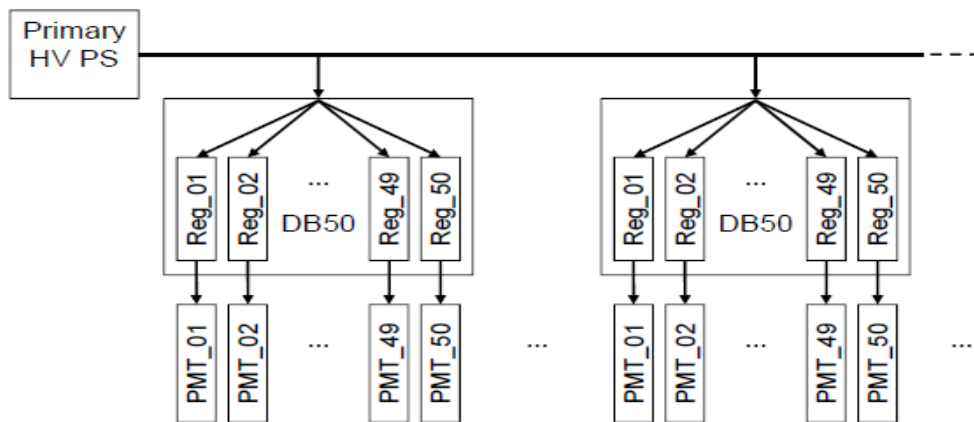 Primary
HV PS
Reg_01
Reg_02
...
Reg_49
Reg_50
DB50
Reg_01
Reg_02
...
Reg_49
Reg_50
DB50
PMT_01
PMT_02
...
PMT_49
PMT_50
...
PMT_01
PMT_02
...
PMT_49
PMT_50
...